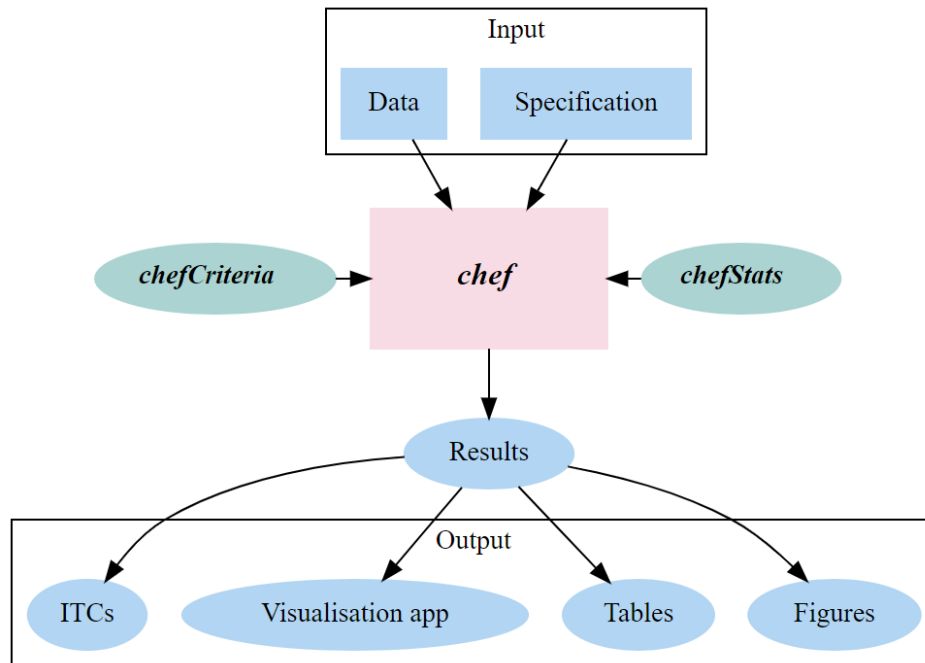 Input
Data
Specification
chefCriteria
chef
chefStats
Results
Output
ITCs
Visualisation app
Tables
Figures